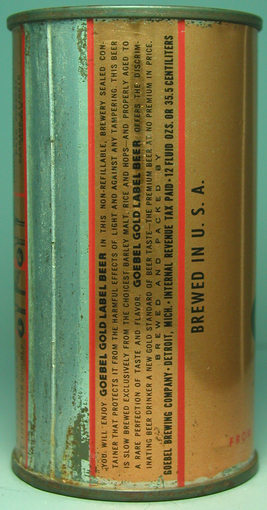 YOU WILL ENJOY GOEBEL GOLD LABEL BEER IN THIS NON-REFILLABLE, BREWERY SEALED CON-
TAINER THAT PROTECTS IT FROM THE HARMFUL EFFECTS OF LIGHT AND AGAINST ANY TAMPERING. THIS BEER
IS SLOW BREWED EXCLUSIVELY FROM THE CHOICEST BARLEY MALT, RICE AND HOPS—AND PROPERLY AGED TO
A RARE PERFECTION OF TASTE AND FLAVOR. GOEBEL GOLD LABEL BEER OFFERS THE DISCRIM-
INATING BEER DRINKER A NEW GOLD STANDARD OF BEER TASTE—THE PREMIUM BEER AT NO PREMIUM IN PRICE.
BREWED AND PACKED BY
GOEBEL BREWING COMPANY • DETROIT, MICH. • INTERNAL REVENUE TAX PAID • 12 FLUID OZS. OR 35.5 CENTILITERS
BREWED IN U. S. A.